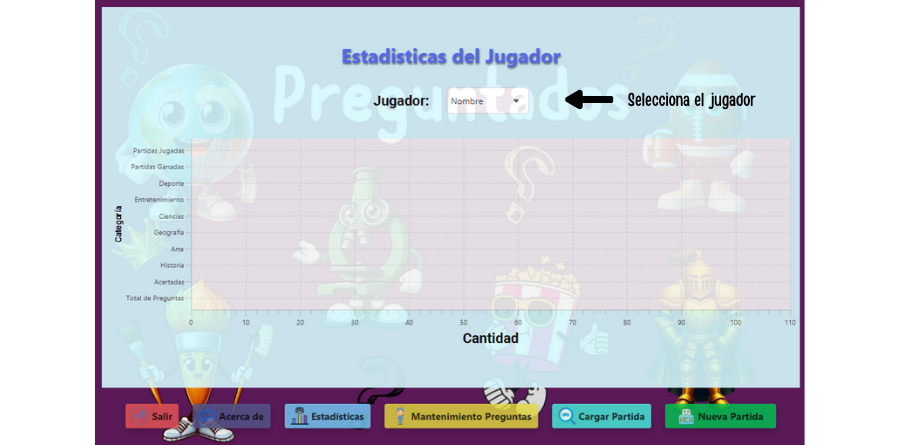 Estadísticas del Jugador
Preguntados
Jugador: Nombre
Selecciona el jugador
Categoría
Partidas Jugadas
Partidas Ganadas
Deporte
Entretenimiento
Ciencias
Geografía
Arte
Historia
Acertadas
Total de Preguntas
0 10 20 30 40 50 60 70 80 90 100 110
Cantidad
Salir Acerca de Estadísticas Mantenimiento Preguntas Cargar Partida Nueva Partida